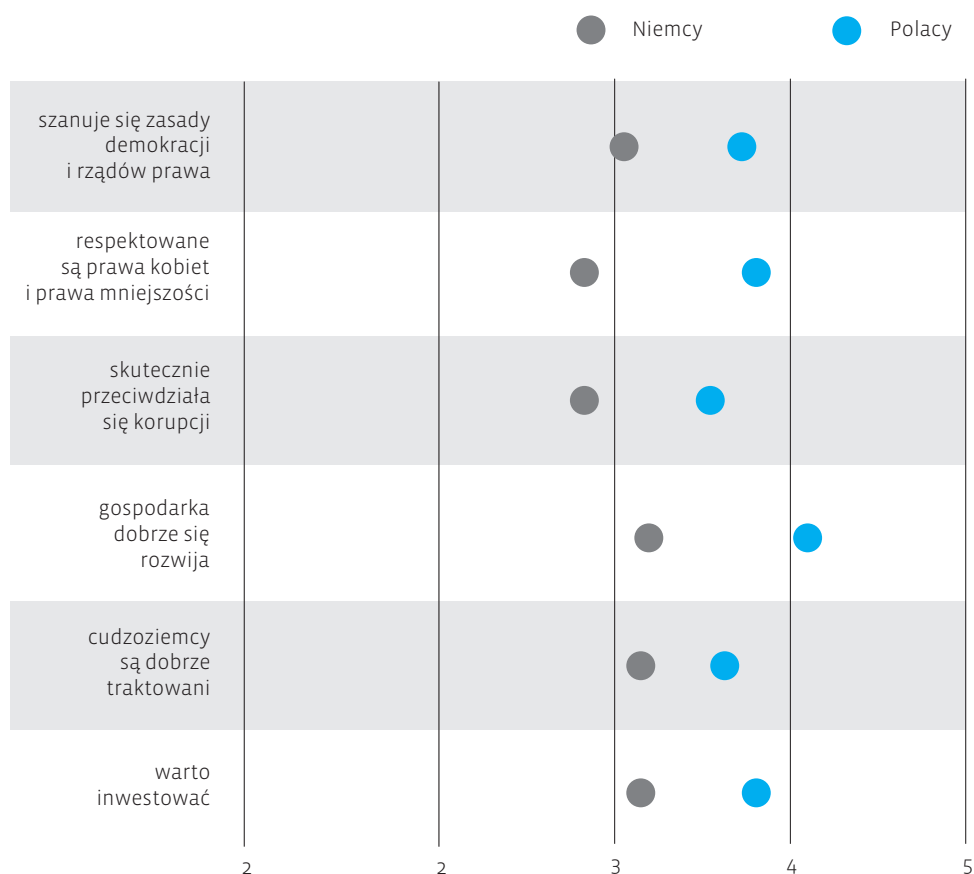 Niemcy
Polacy
szanuje się zasady
demokracji
i rządów prawa
respektowane
są prawa kobiet
i prawa mniejszości
skutecznie
przeciwdziała
się korupcji
gospodarka
dobrze się
rozwija
cudzoziemcy
są dobrze
traktowani
warto
inwestować
2
2
3
4
5